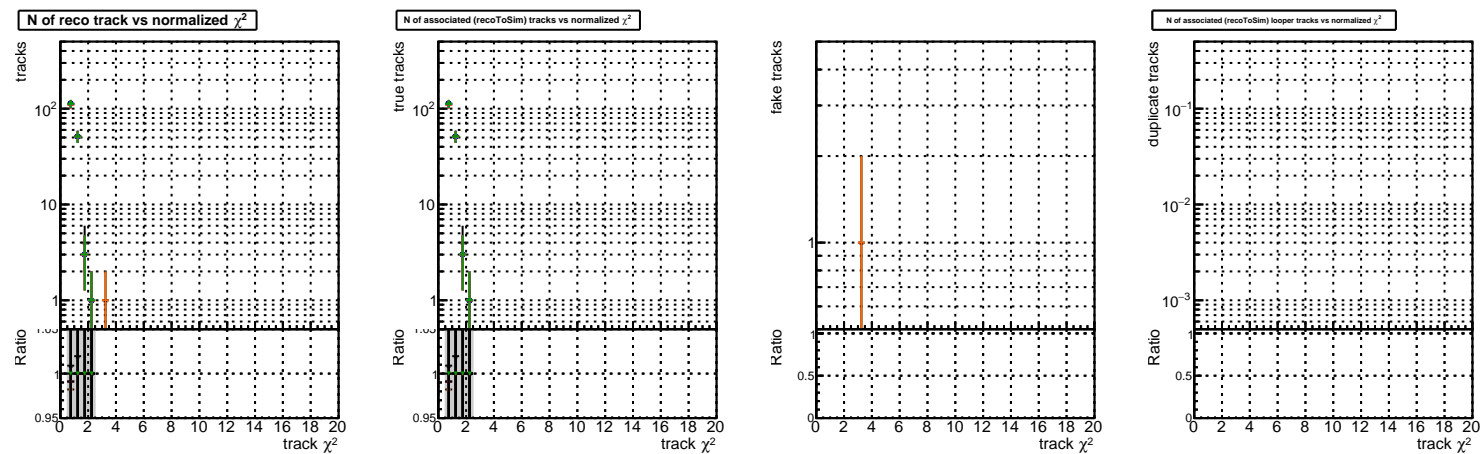 N of reco track vs normalized χ²
tracks
10²
10
1
Ratio
1.05
1
0.95
0 2 4 6 8 10 12 14 16 18 20
track χ²
N of associated (recoToSim) tracks vs normalized χ²
true tracks
10²
10
1
Ratio
1.05
1
0.95
0 2 4 6 8 10 12 14 16 18 20
track χ²
fake tracks
1
Ratio
1
0.5
0
0 2 4 6 8 10 12 14 16 18 20
track χ²
N of associated (recoToSim) looper tracks vs normalized χ²
duplicate tracks
10⁻¹
10⁻²
10⁻³
Ratio
1
0.5
0
0 2 4 6 8 10 12 14 16 18 20
track χ²